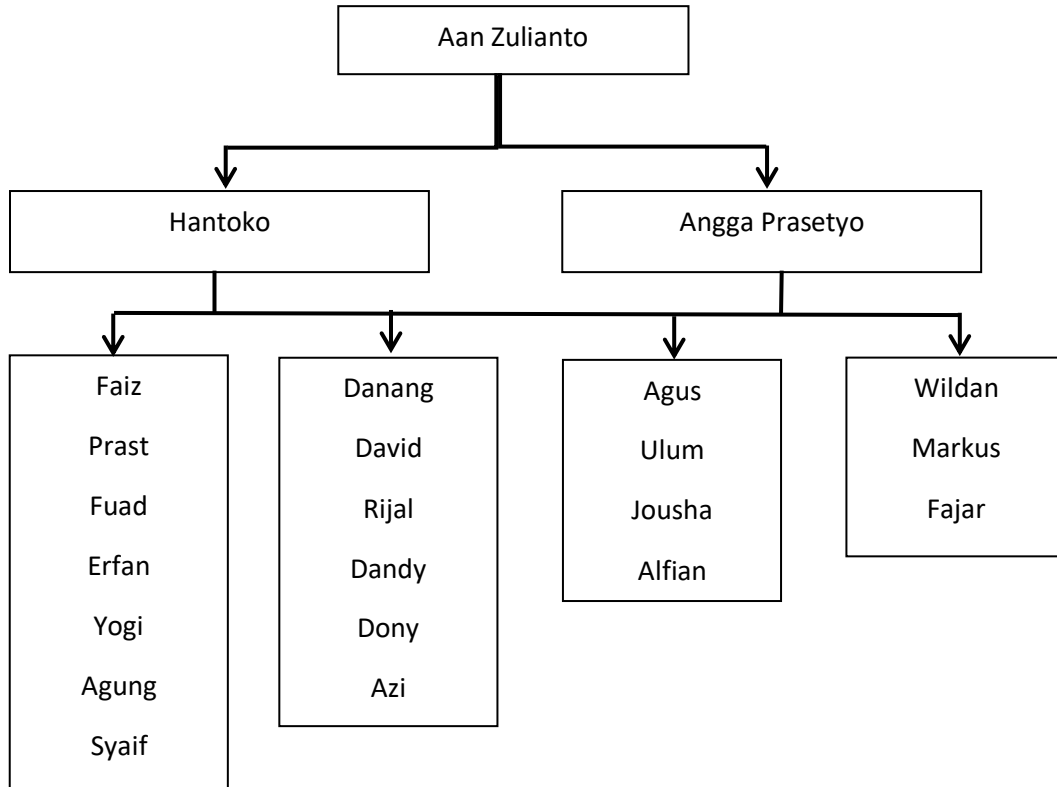 Aan Zulianto
Hantoko
Angga Prasetyo
Faiz
Prast
Fuad
Erfan
Yogi
Agung
Syaif
Danang
David
Rijal
Dandy
Dony
Azi
Agus
Ulum
Jousha
Alfian
Wildan
Markus
Fajar